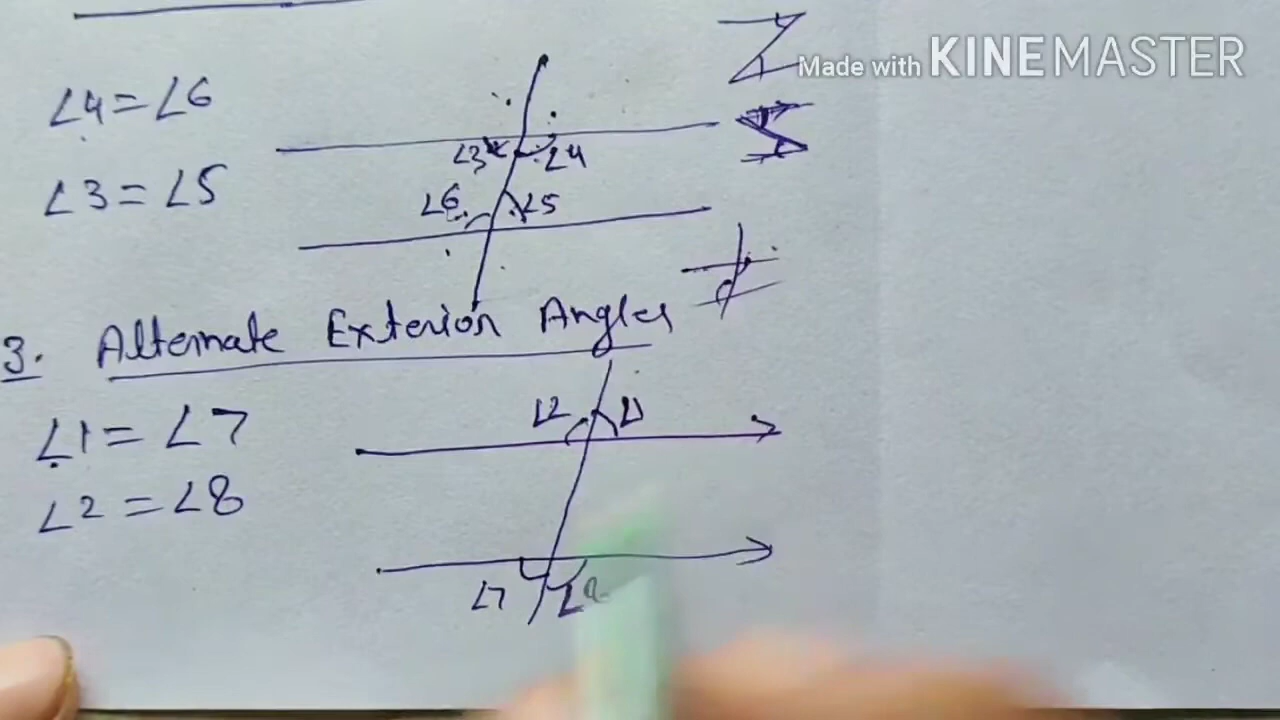 Made with KINEMASTER
∠4 = ∠6
∠3 ∠4
∠3 = ∠5
∠6 ∠5
3. Alternate Exterior Angles
∠1 = ∠7
∠2 ∠1
∠2 = ∠8
∠7